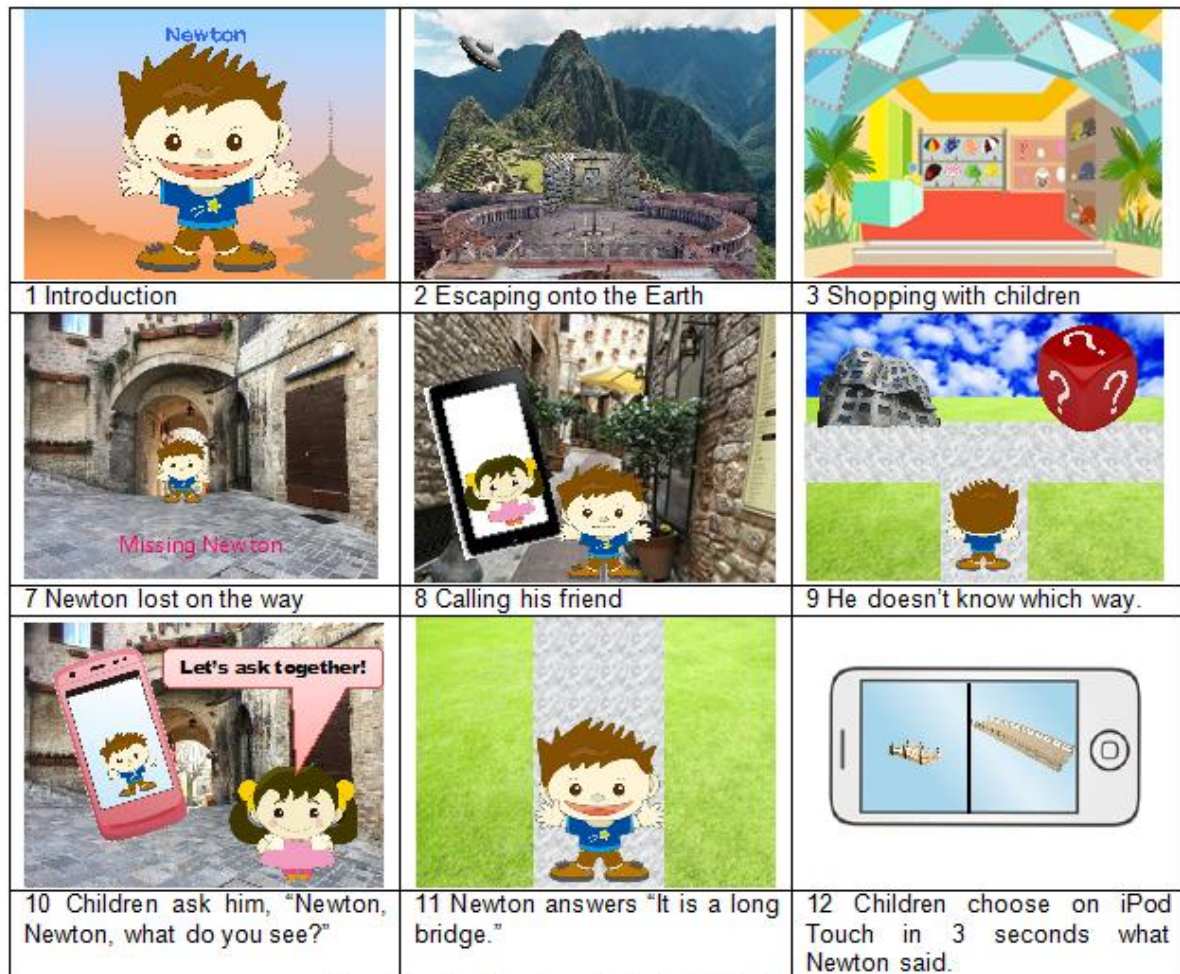 Newton
1 Introduction
2 Escaping onto the Earth
3 Shopping with children
Missing Newton
7 Newton lost on the way
8 Calling his friend
? ? ?
9 He doesn't know which way.
Let's ask together!
10 Children ask him, "Newton,
Newton, what do you see?"
11 Newton answers "It is a long
bridge."
12 Children choose on iPod
Touch in 3 seconds what
Newton said.